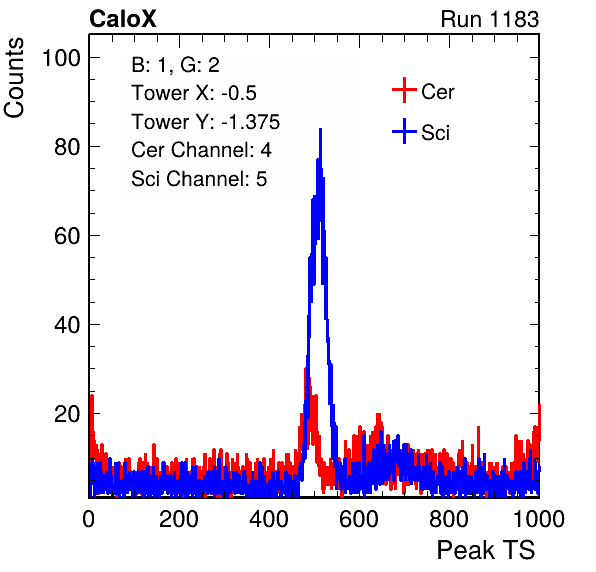 CaloX Run 1183
Counts
100
80
60
40
20
B: 1, G: 2
Tower X: -0.5
Tower Y: -1.375
Cer Channel: 4
Sci Channel: 5
Cer
Sci
0 200 400 600 800 1000
Peak TS